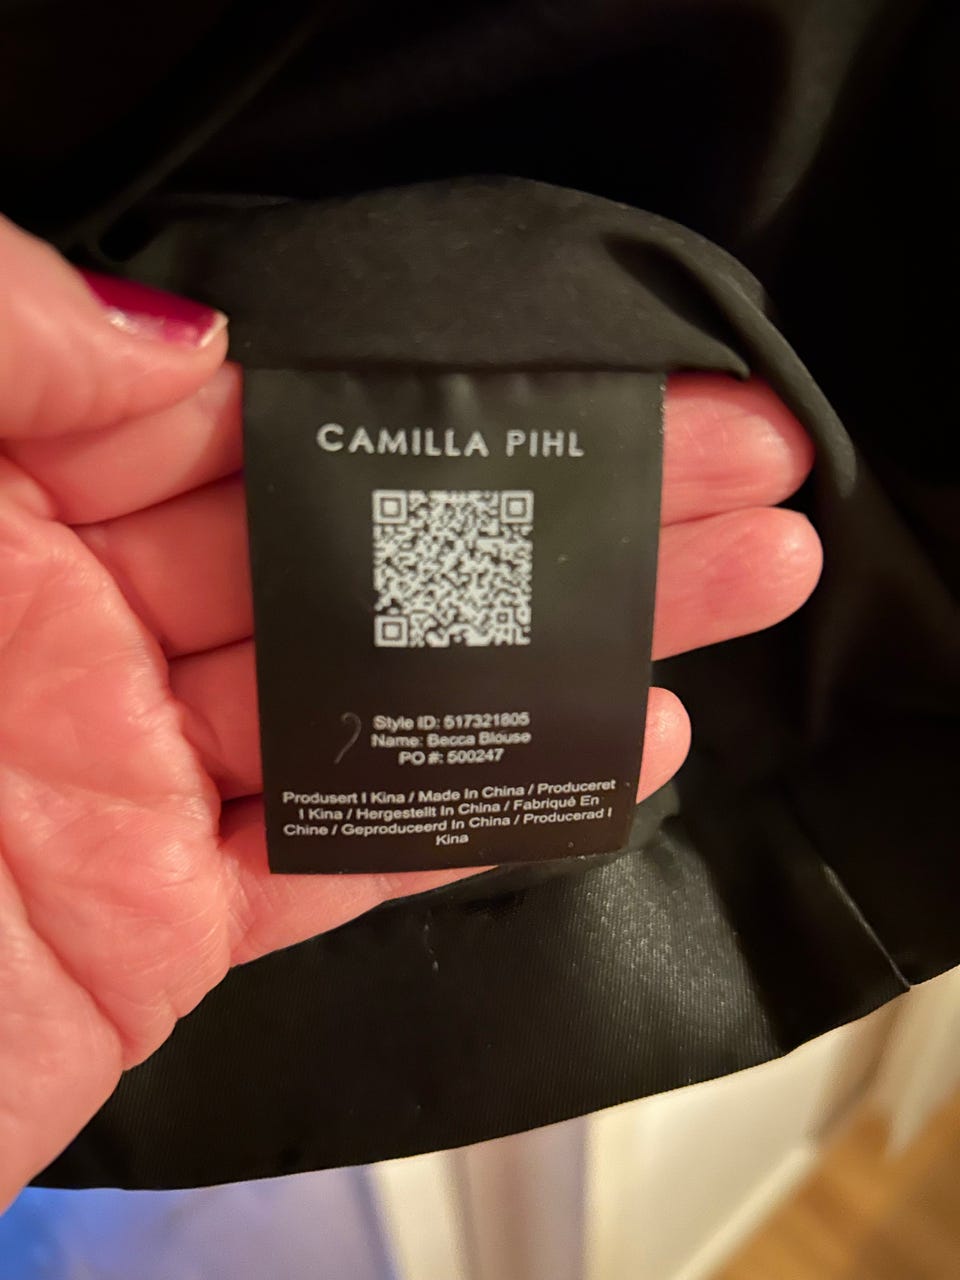 CAMILLA PIHL
Style ID: 517321805
Name: Becca Blouse
PO #: 500247
Produsert I Kina / Made In China / Produceret
I Kina / Hergestellt In China / Fabriqué En
Chine / Geproduceerd In China / Producerad I
Kina